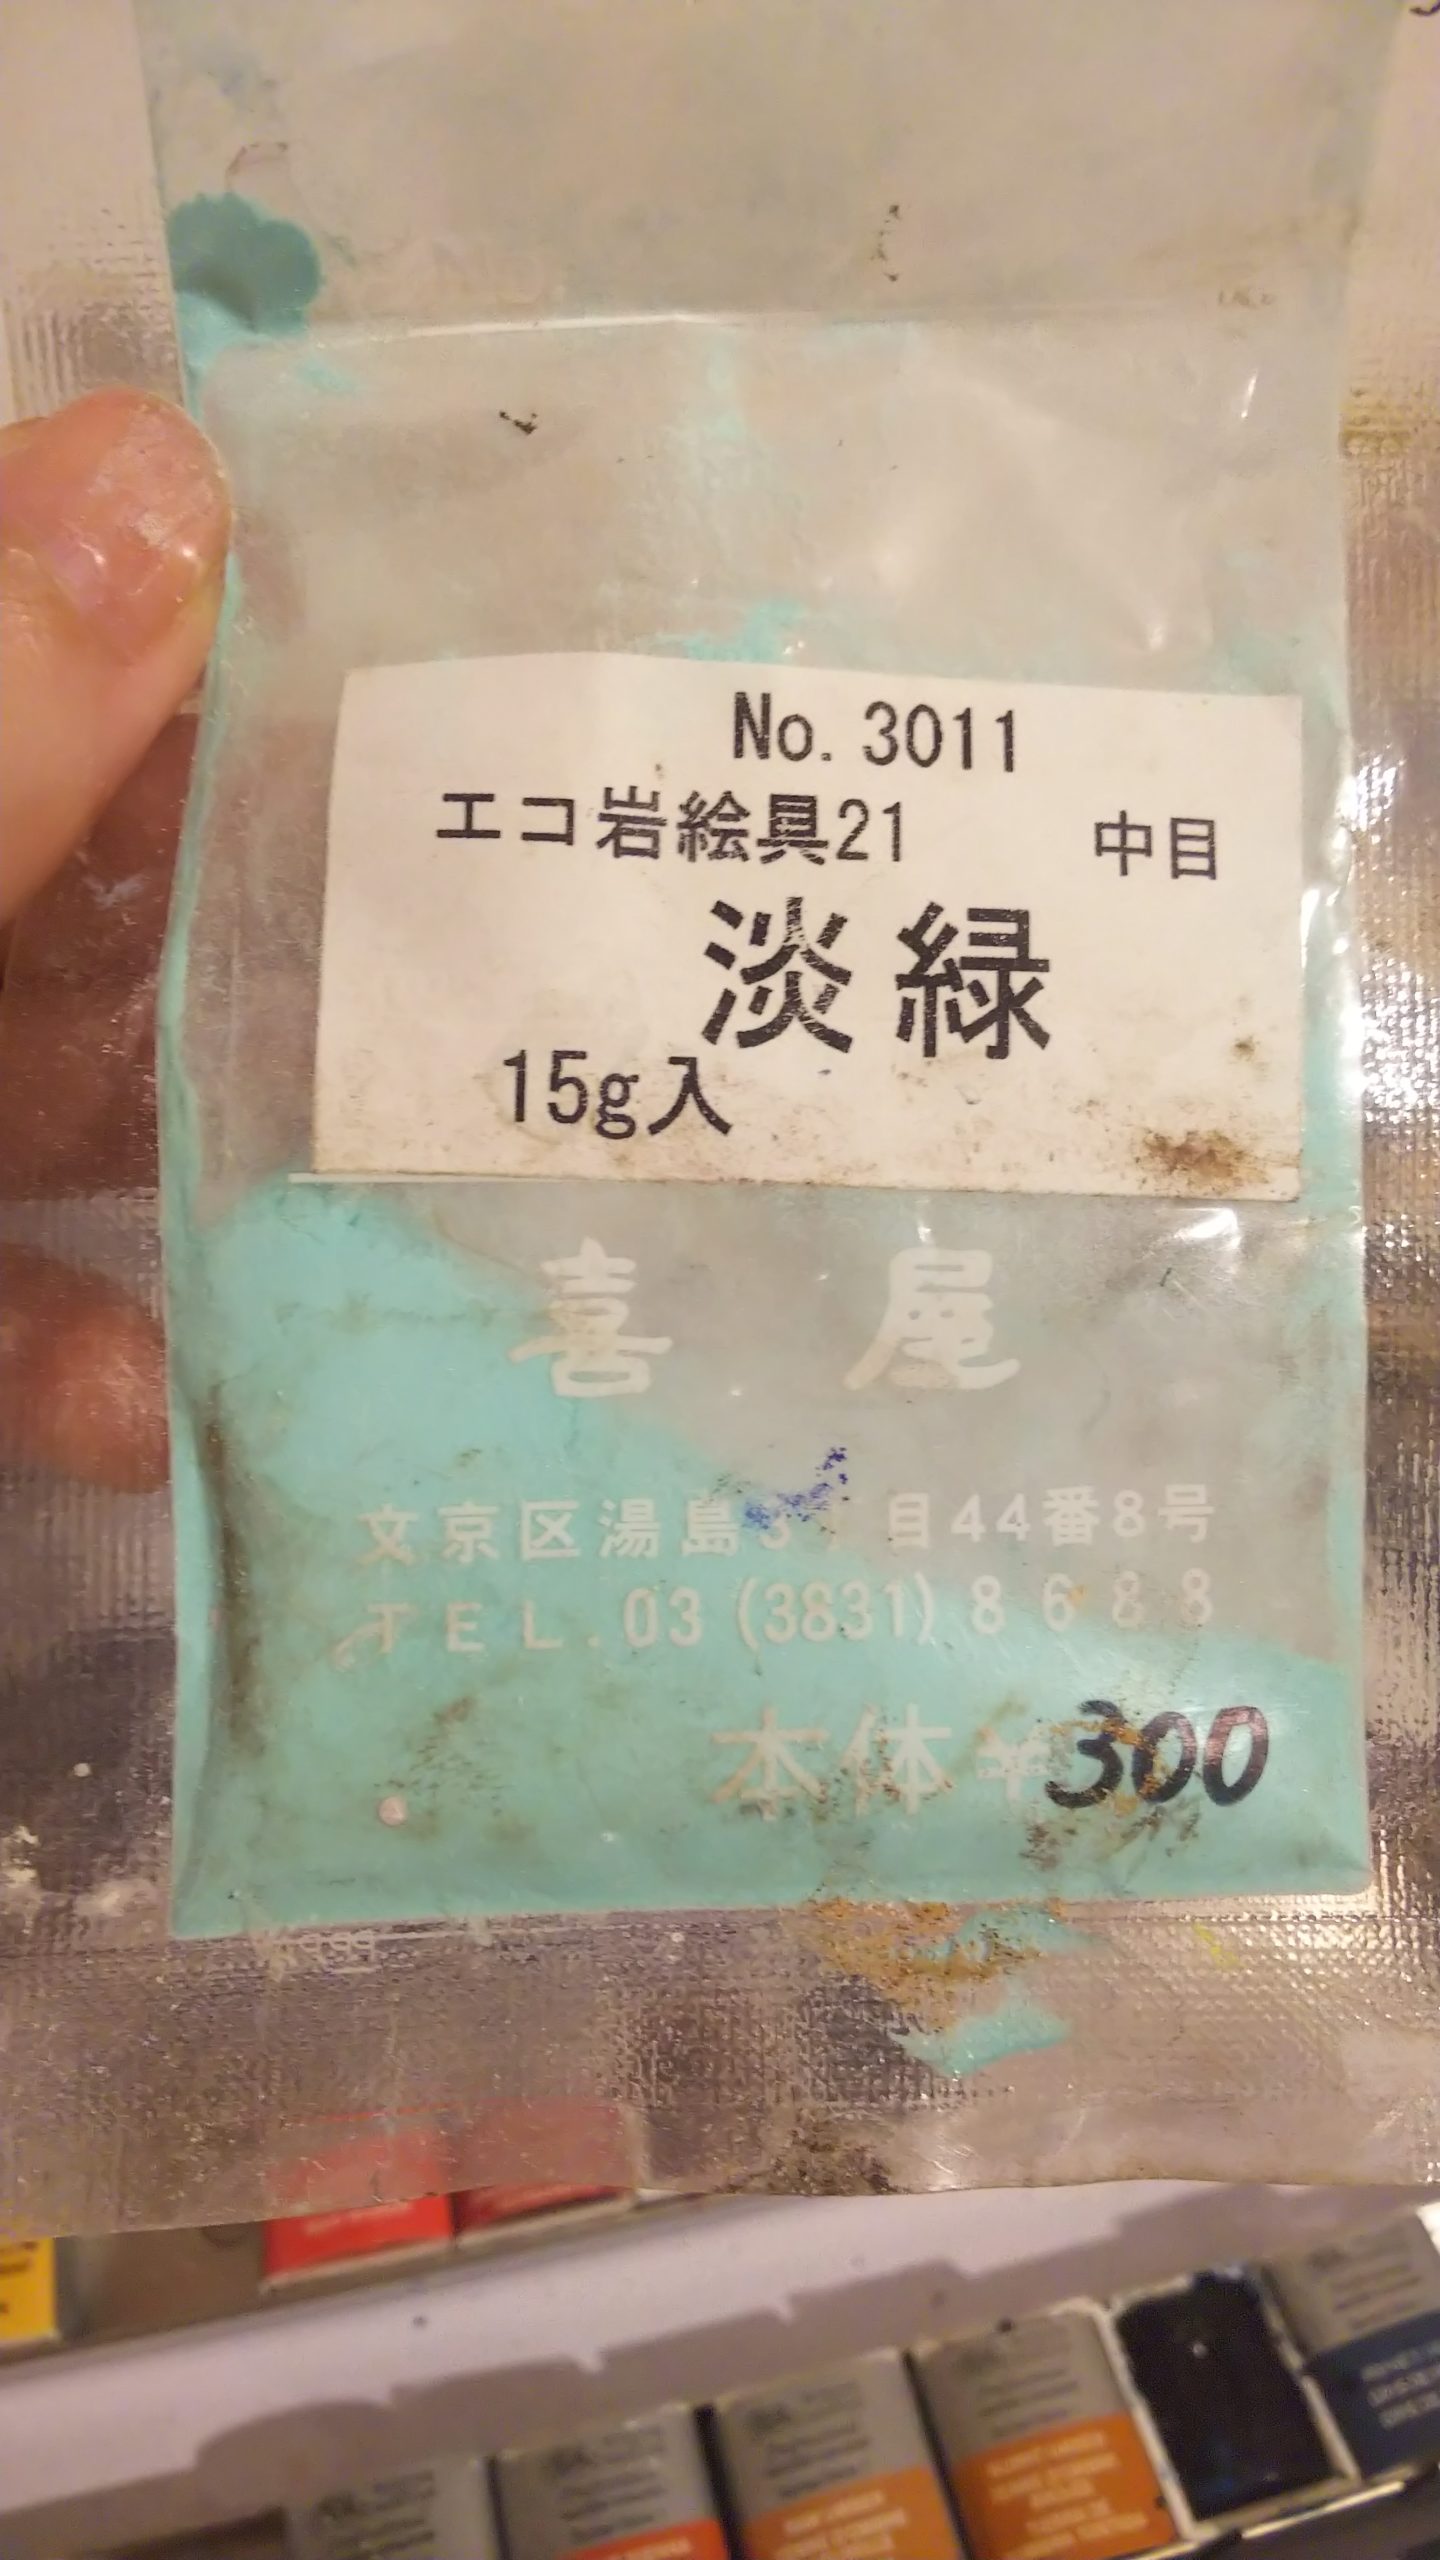 No. 3011
エコ岩絵具21 中目
淡緑
15g入
喜屋
文京区湯島3 目44番8号
TEL.03(3831)8688
本体¥300